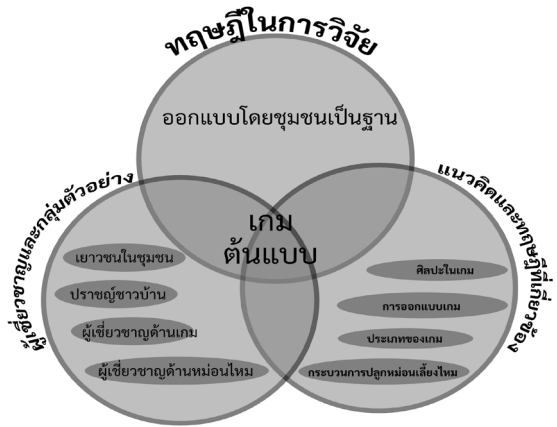 ทฤษฎีในการวิจัย
ออกแบบโดยชุมชนเป็นฐาน
ผู้เชี่ยวชาญและกลุ่มตัวอย่าง
แนวคิดและทฤษฎีที่เกี่ยวข้อง
เกม
ต้นแบบ
เยาวชนในชุมชน
ปราชญ์ชาวบ้าน
ผู้เชี่ยวชาญด้านเกม
ผู้เชี่ยวชาญด้านหม่อนไหม
ศิลปะในเกม
การออกแบบเกม
ประเภทของเกม
กระบวนการปลูกหม่อนเลี้ยงไหม